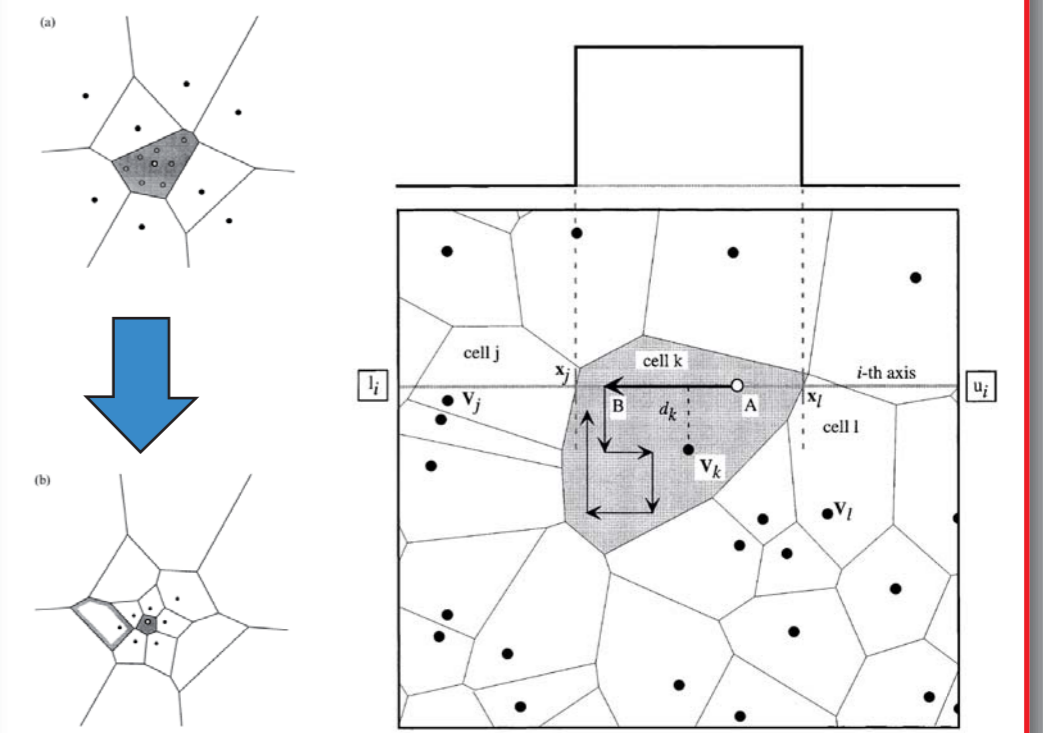 (a)
(b)
cell j
cell k
x_j
l_i
i-th axis
u_i
V_j
B
A
d_k
x_l
cell l
V_k
V_l